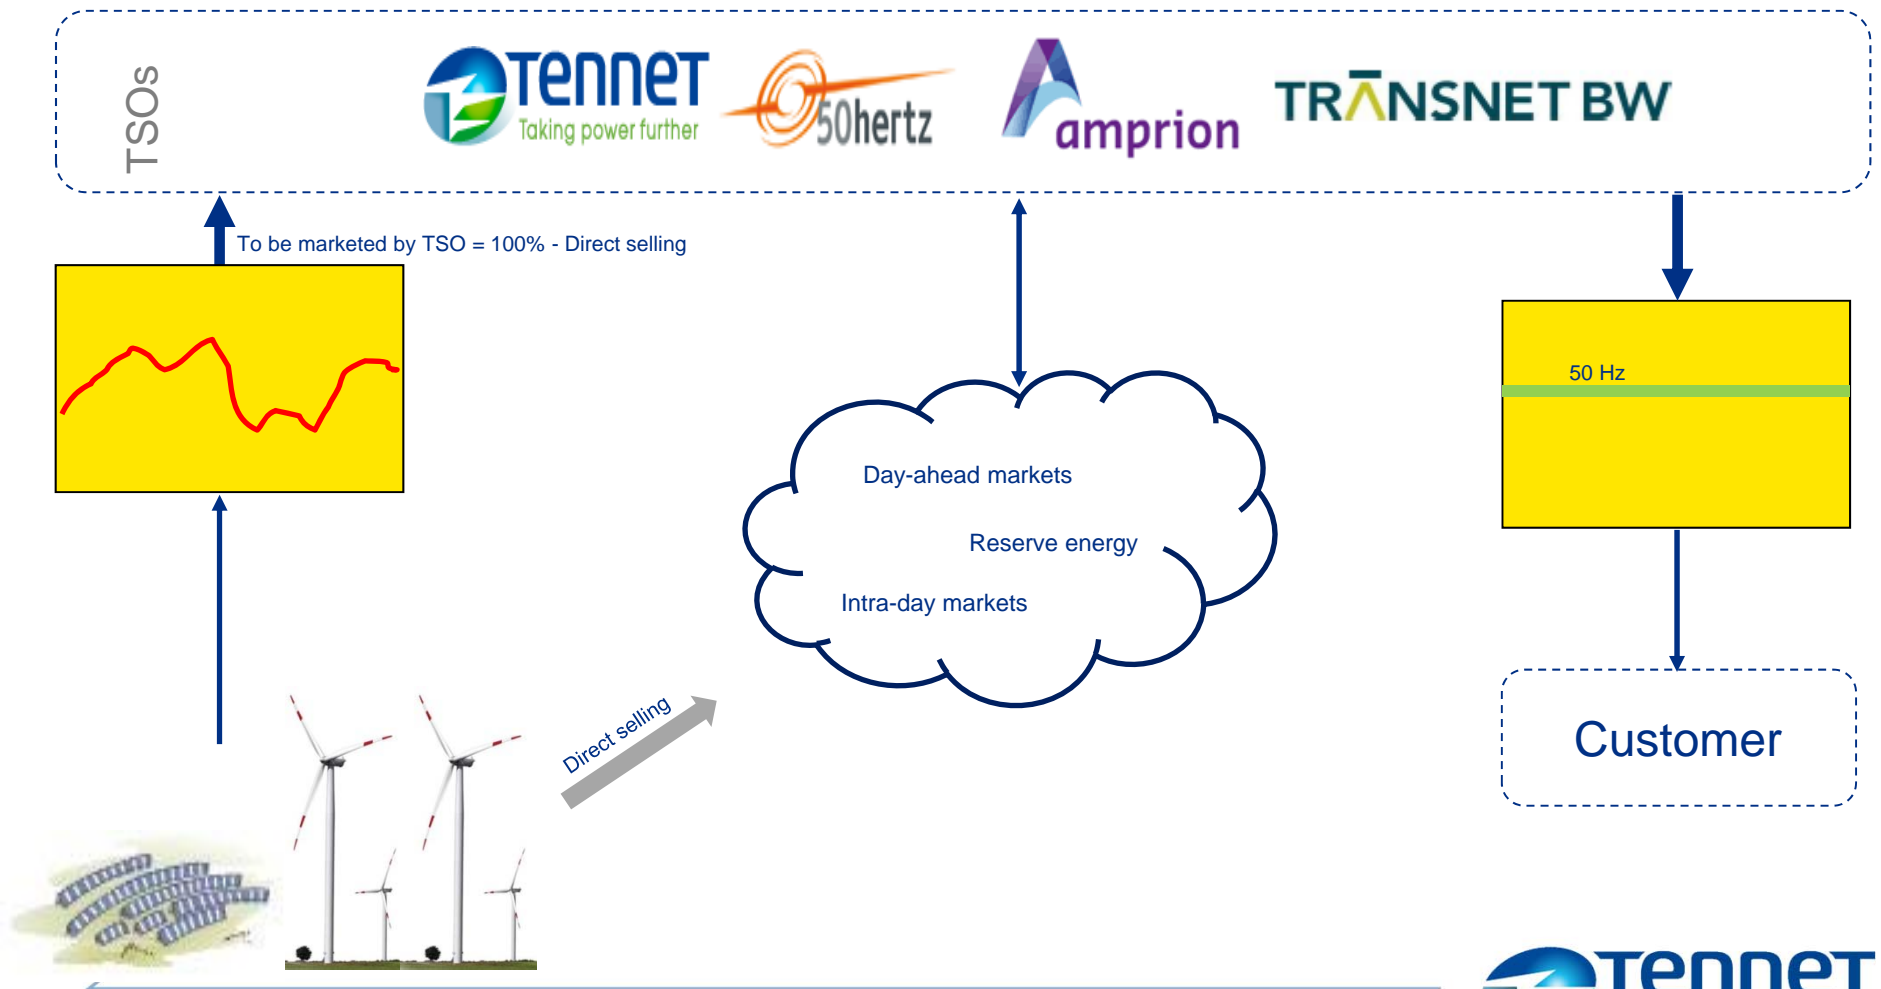 TSOs
TenneT
Taking power further
50hertz
amprion
TRANSNET BW
To be marketed by TSO = 100% - Direct selling
50 Hz
Day-ahead markets
Reserve energy
Intra-day markets
Direct selling
Customer
TenneT